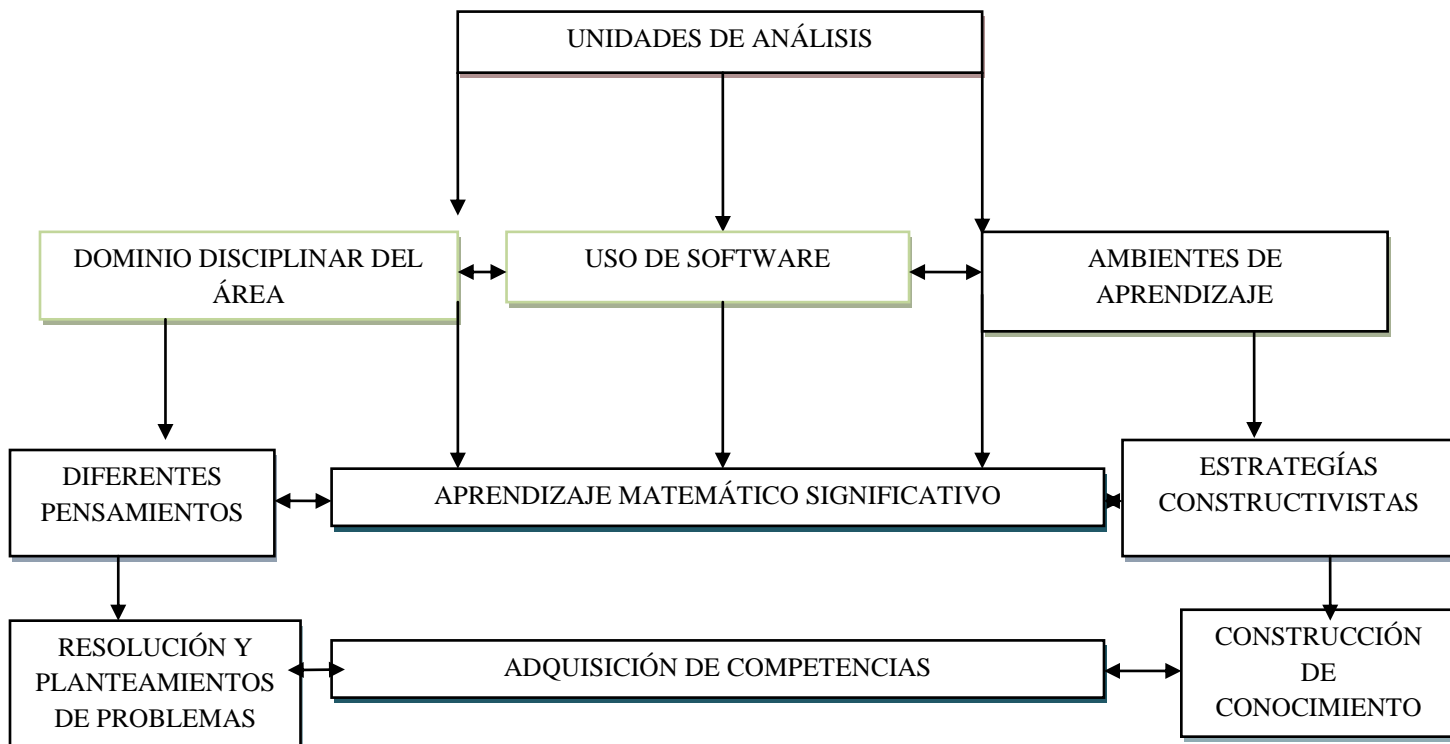 UNIDADES DE ANÁLISIS
DOMINIO DISCIPLINAR DEL
ÁREA
USO DE SOFTWARE
AMBIENTES DE
APRENDIZAJE
DIFERENTES
PENSAMIENTOS
APRENDIZAJE MATEMÁTICO SIGNIFICATIVO
ESTRATEGÍAS
CONSTRUCTIVISTAS
RESOLUCIÓN Y
PLANTEAMIENTOS
DE PROBLEMAS
ADQUISICIÓN DE COMPETENCIAS
CONSTRUCCIÓN
DE
CONOCIMIENTO